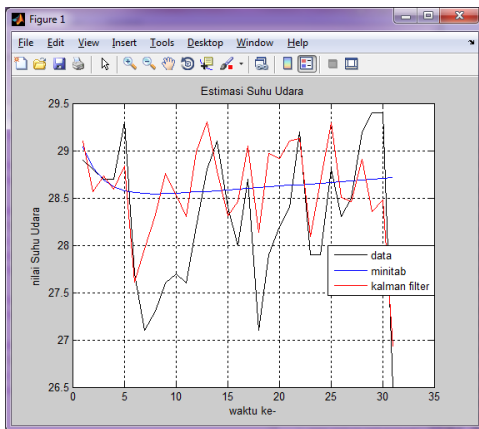 Figure 1
File Edit View Insert Tools Desktop Window Help
Estimasi Suhu Udara
nilai Suhu Udara
29.5
29
28.5
28
27.5
27
26.5
0 5 10 15 20 25 30 35
waktu ke-
data
minitab
kalman filter